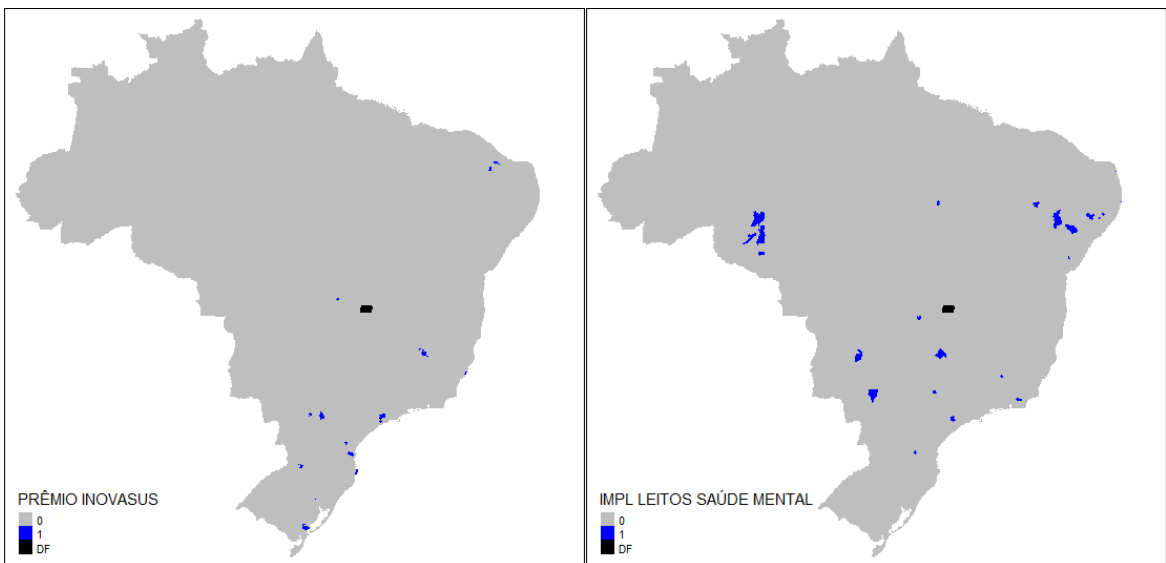 PRÊMIO INOVASUS
0
1
DF
IMPL LEITOS SAÚDE MENTAL
0
1
DF